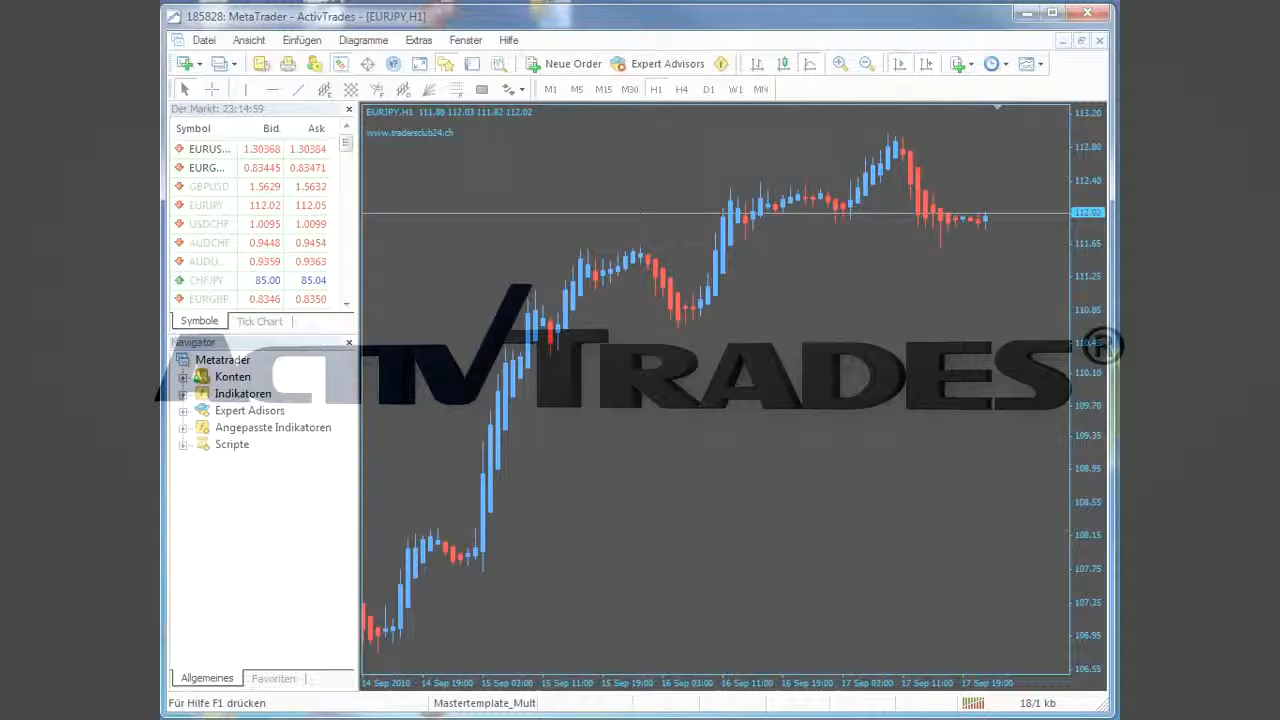 185828: MetaTrader - ActivTrades - [EURJPY,H1]
Datei Ansicht Einfügen Diagramme Extras Fenster Hilfe
Neue Order Expert Advisors
M1 M5 M15 M30 H1 H4 D1 W1 MN
Der Markt: 23:14:59
Symbol Bid Ask
EURUS... 1.30368 1.30384
EURG... 0.83445 0.83471
GBPUSD 1.5629 1.5632
EURJPY 112.02 112.05
USDCHF 1.0095 1.0099
AUDCHF 0.9448 0.9454
AUDU... 0.9359 0.9363
CHFJPY 85.00 85.04
EURGBP 0.8346 0.8350
Symbole Tick Chart
Navigator
Metatrader
Konten
Indikatoren
Expert Adisors
Angepasste Indikatoren
Scripte
Allgemeines Favoriten
EURJPY,H1 111.88 112.03 111.82 112.02
www.tradersclub24.ch
113.20
112.80
112.40
112.02
111.65
111.25
110.85
110.45
110.10
109.70
109.35
108.95
108.55
108.15
107.75
107.35
106.95
106.55
ACTIVTRADES®
14 Sep 2010 14 Sep 19:00 15 Sep 03:00 15 Sep 11:00 15 Sep 19:00 16 Sep 03:00 16 Sep 11:00 16 Sep 19:00 17 Sep 03:00 17 Sep 11:00 17 Sep 19:00
Für Hilfe F1 drücken Mastertemplate_Mult 18/1 kb